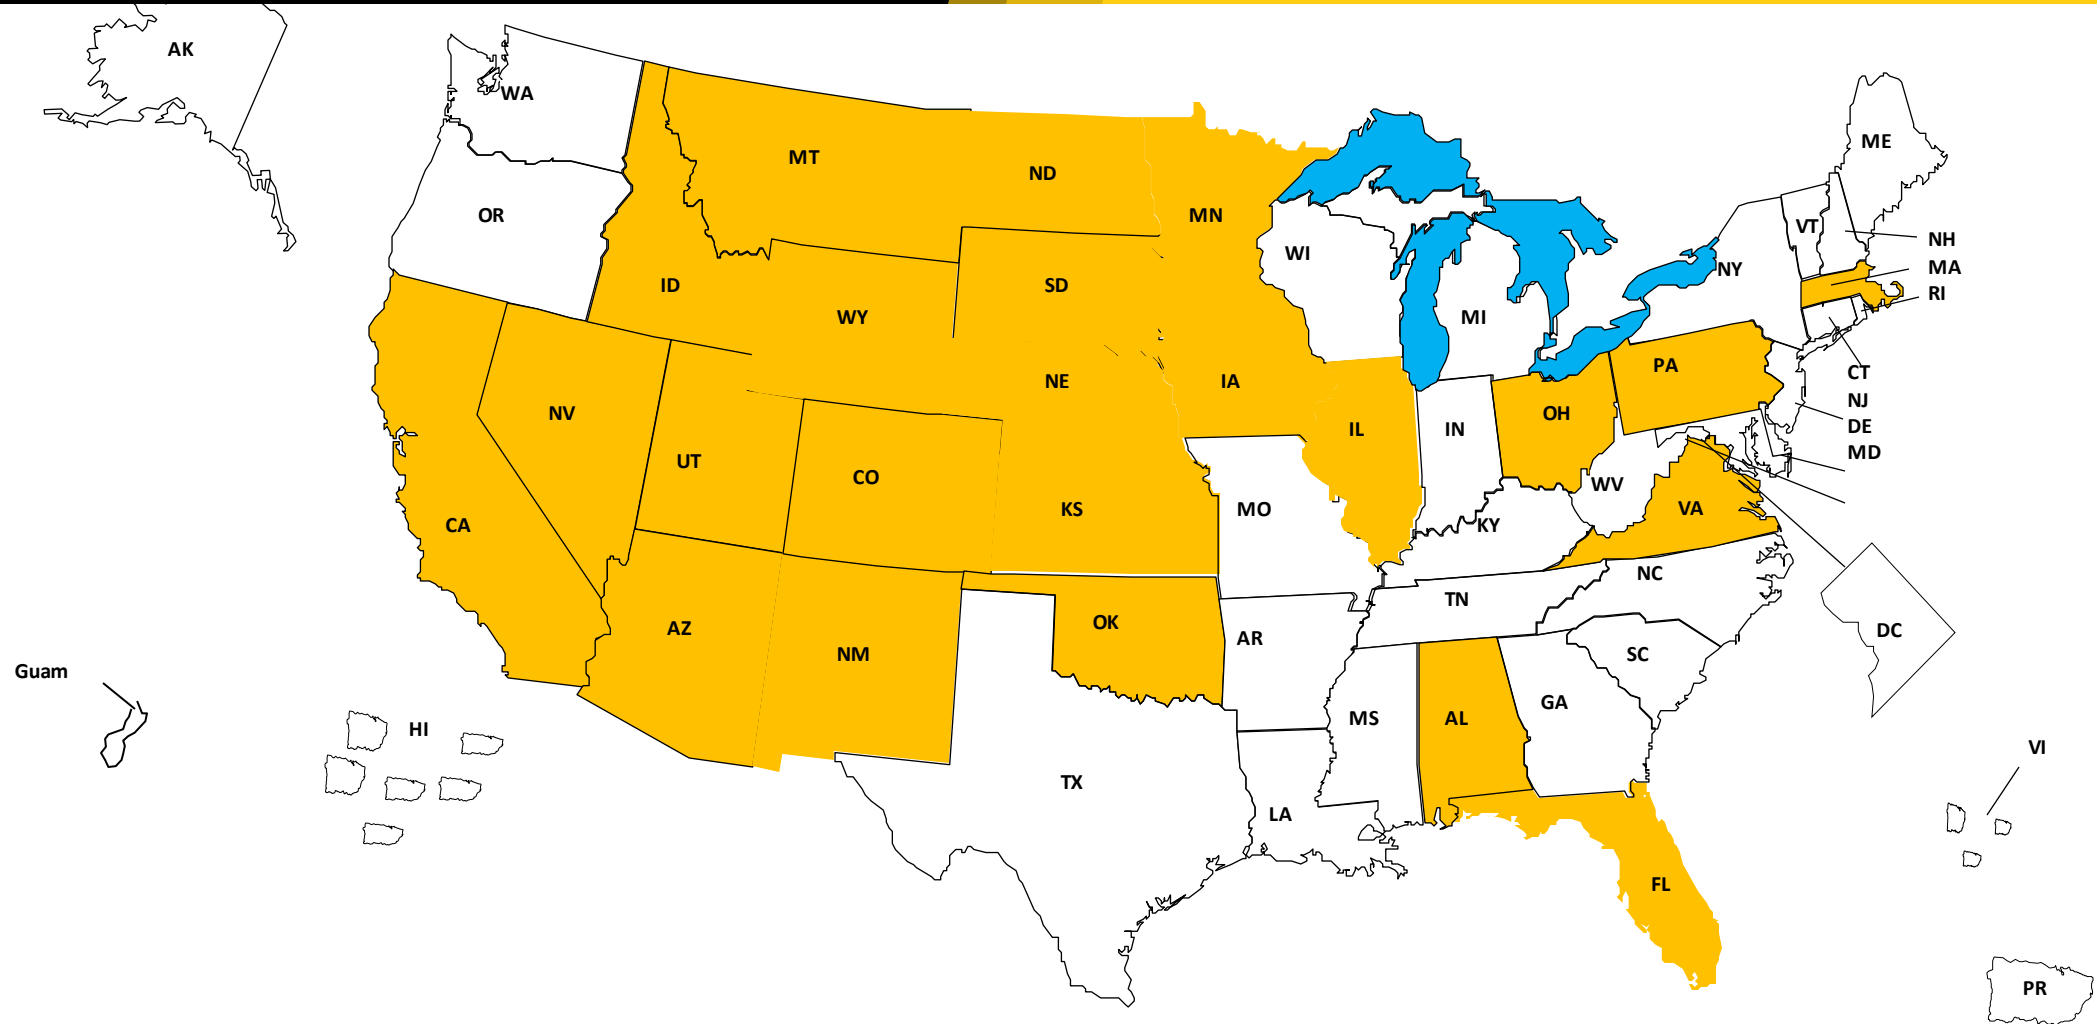 AK
WA
ME
MT
ND
OR
MN
VT
NH
WI
NY
MA
ID
SD
RI
WY
MI
PA
CT
NE
IA
NJ
NV
OH
DE
IL
IN
MD
UT
CO
WV
KS
MO
VA
CA
KY
NC
TN
OK
AR
DC
AZ
NM
SC
Guam
GA
HI
MS
AL
VI
TX
LA
FL
PR